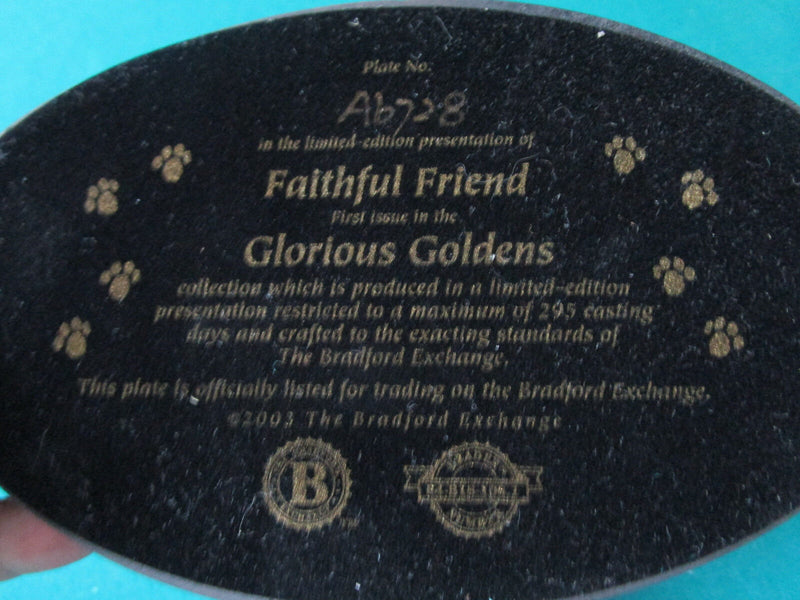 Plate No.
A6728
in the limited-edition presentation of
Faithful Friend
First issue in the
Glorious Goldens
collection which is produced in a limited-edition
presentation restricted to a maximum of 295 casting
days and crafted to the exacting standards of
The Bradford Exchange.
This plate is officially listed for trading on the Bradford Exchange.
©2003 The Bradford Exchange
B
TM